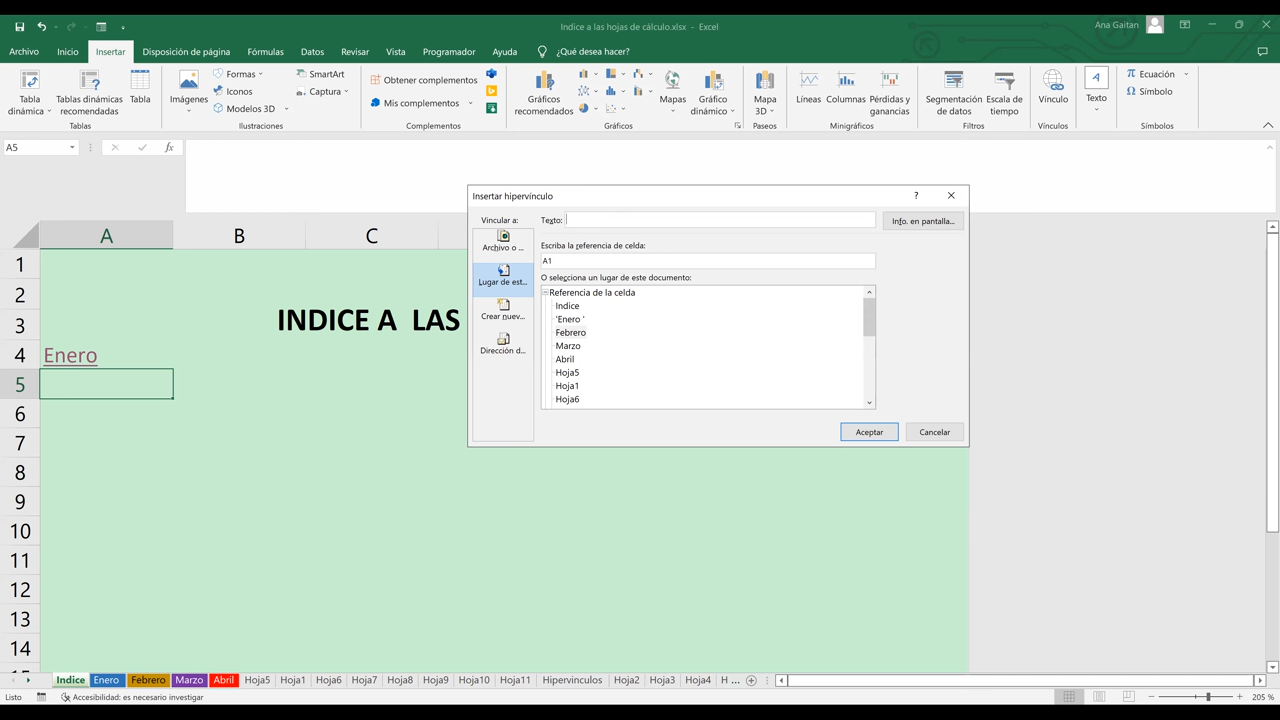 Indice a las hojas de cálculo.xlsx - Excel
Ana Gaitan
Archivo Inicio Insertar Disposición de página Fórmulas Datos Revisar Vista Programador Ayuda ¿Qué desea hacer?
Tabla dinámica
Tablas dinámicas recomendadas
Tabla
Tablas
Imágenes
Formas
Iconos
Modelos 3D
SmartArt
Captura
Ilustraciones
Obtener complementos
Mis complementos
Complementos
Gráficos recomendados
Mapas
Gráfico dinámico
Gráficos
Mapa 3D
Paseos
Líneas
Columnas
Pérdidas y ganancias
Minigráficos
Segmentación de datos
Escala de tiempo
Filtros
Vínculo
Vínculos
Texto
Ecuación
Símbolo
Símbolos
A5
fx
Insertar hipervínculo
?
Vincular a:
Texto:
Info. en pantalla...
Archivo o ...
Lugar de est...
Crear nuev...
Dirección d...
Escriba la referencia de celda:
A1
O selecciona un lugar de este documento:
Referencia de la celda
Indice
'Enero '
Febrero
Marzo
Abril
Hoja5
Hoja1
Hoja6
Aceptar
Cancelar
A B C
1
2
3
INDICE A LAS
4
Enero
5
6
7
8
9
10
11
12
13
14
Indice Enero Febrero Marzo Abril Hoja5 Hoja1 Hoja6 Hoja7 Hoja8 Hoja9 Hoja10 Hoja11 Hipervinculos Hoja2 Hoja3 Hoja4 H ...
Listo
Accesibilidad: es necesario investigar
205 %